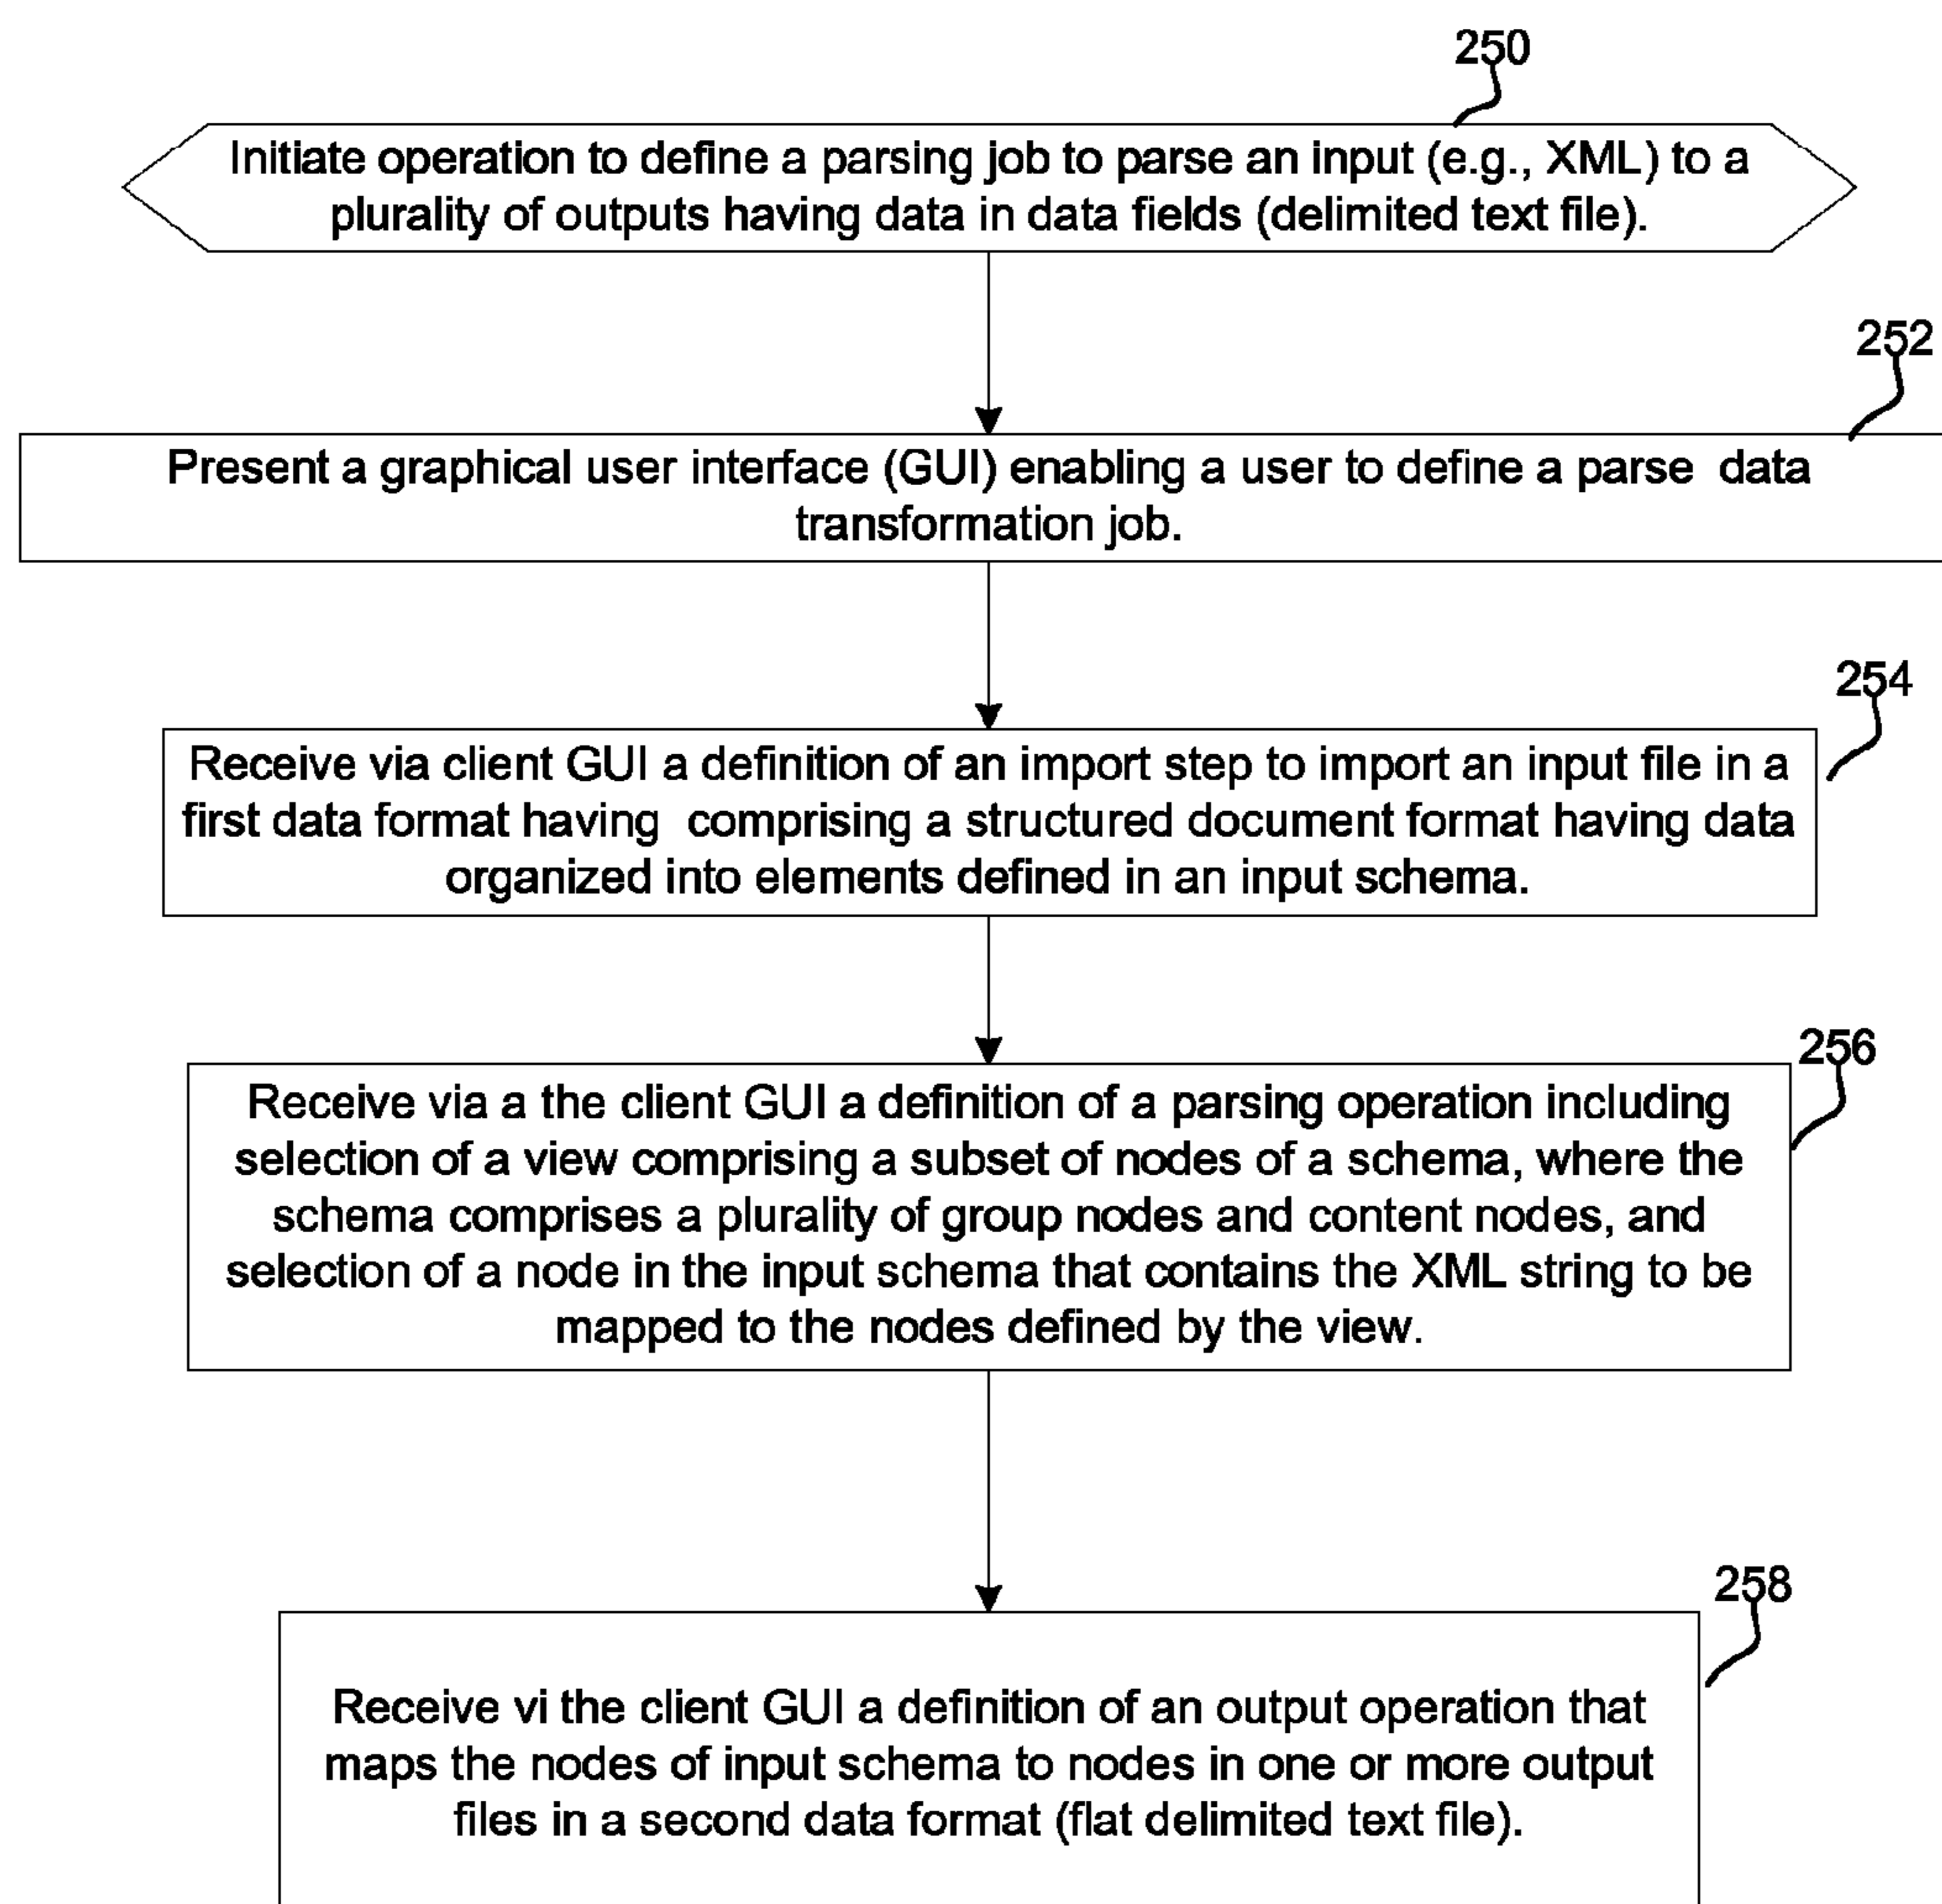 250
Initiate operation to define a parsing job to parse an input (e.g., XML) to a
plurality of outputs having data in data fields (delimited text file).
252
Present a graphical user interface (GUI) enabling a user to define a parse  data
transformation job.
254
Receive via client GUI a definition of an import step to import an input file in a
first data format having  comprising a structured document format having data
organized into elements defined in an input schema.
256
Receive via a the client GUI a definition of a parsing operation including
selection of a view comprising a subset of nodes of a schema, where the
schema comprises a plurality of group nodes and content nodes, and
selection of a node in the input schema that contains the XML string to be
mapped to the nodes defined by the view.
258
Receive vi the client GUI a definition of an output operation that
maps the nodes of input schema to nodes in one or more output
files in a second data format (flat delimited text file).